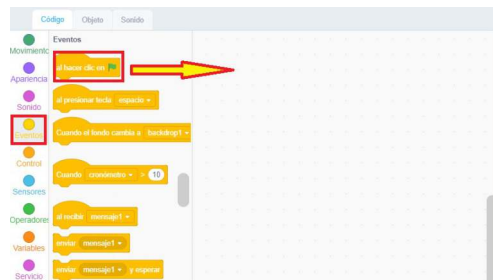 Código Objeto Sonido
Eventos
Movimiento
al hacer clic en
Apariencia
al presionar tecla espacio
Sonido
Cuando el fondo cambia a backdrop1
Eventos
Control
Cuando cronómetro > 10
Sensores
Operadores
al recibir mensaje1
Variables
enviar mensaje1
Servicio
enviar mensaje1 y esperar